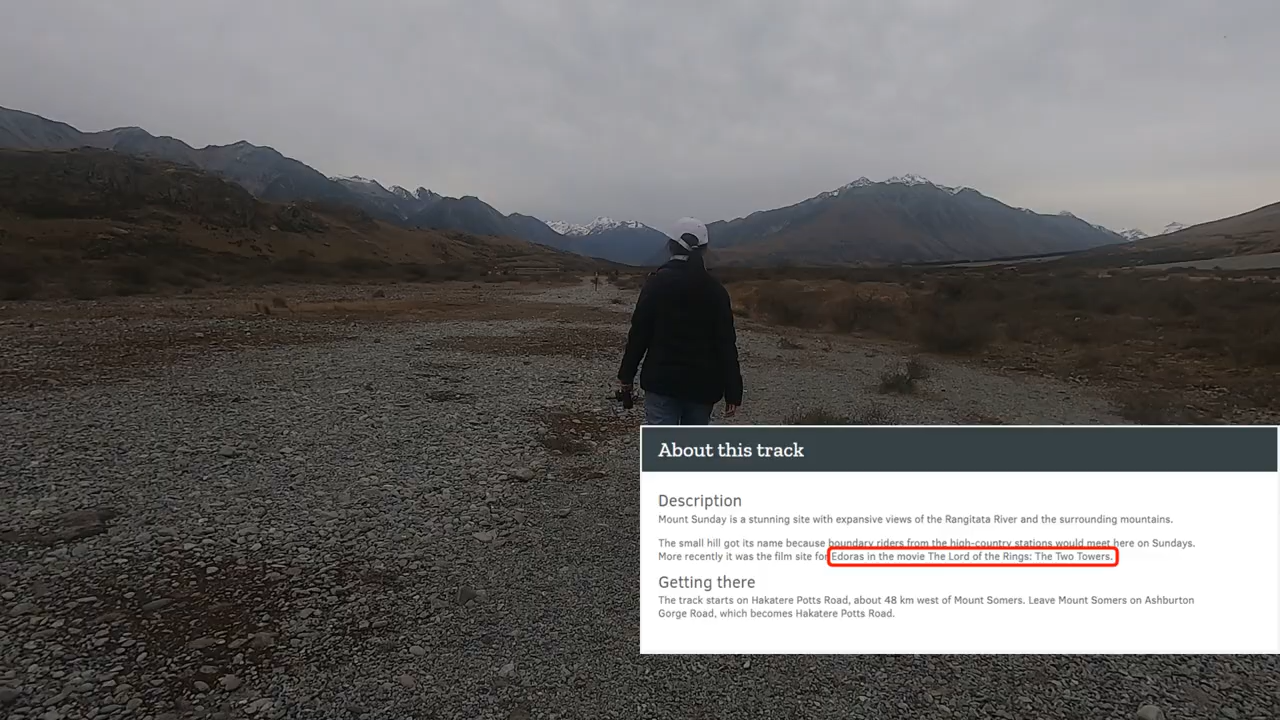 About this track
Description
Mount Sunday is a stunning site with expansive views of the Rangitata River and the surrounding mountains.
The small hill got its name because boundary riders from the high-country stations would meet here on Sundays.
More recently it was the film site for Edoras in the movie The Lord of the Rings: The Two Towers.
Getting there
The track starts on Hakatere Potts Road, about 48 km west of Mount Somers. Leave Mount Somers on Ashburton
Gorge Road, which becomes Hakatere Potts Road.